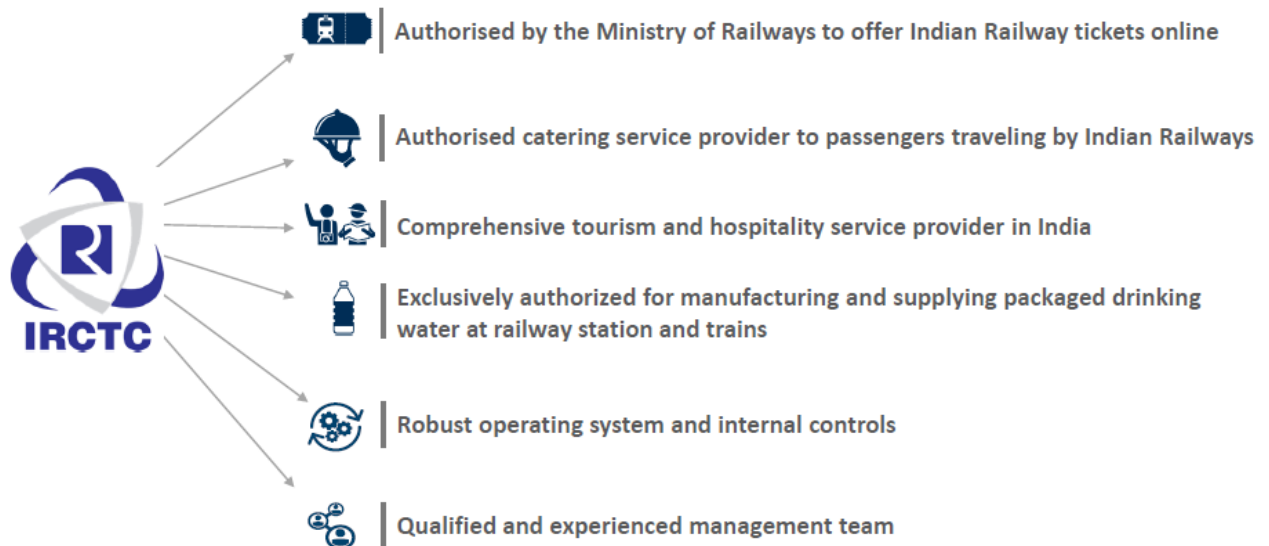 Authorised by the Ministry of Railways to offer Indian Railway tickets online
Authorised catering service provider to passengers traveling by Indian Railways
Comprehensive tourism and hospitality service provider in India
IRCTC
Exclusively authorized for manufacturing and supplying packaged drinking
water at railway station and trains
Robust operating system and internal controls
Qualified and experienced management team